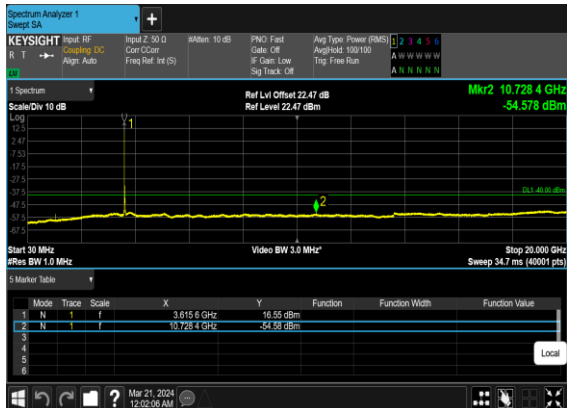 Spectrum Analyzer 1
Swept SA
+
KEYSIGHT Input: RF Input Z: 50 Ω #Atten: 10 dB PNO: Fast Avg Type: Power (RMS) 1 2 3 4 5 6
R T Coupling: DC Corr CCorr Gate: Off Avg|Hold: 100/100 A W W W W W
Align: Auto Freq Ref: Int (S) IF Gain: Low Trig: Free Run
LXI Sig Track: Off A N N N N N
1 Spectrum Ref Lvl Offset 22.47 dB Mkr2 10.728 4 GHz
Scale/Div 10 dB Ref Level 22.47 dBm -54.578 dBm
Log
12.5
2.47
-7.53
-17.5
-27.5
-37.5
-47.5
-57.5
-67.5
1
2
DL1 -40.00 dBm
Start 30 MHz Video BW 3.0 MHz* Stop 20.000 GHz
#Res BW 1.0 MHz Sweep 34.7 ms (40001 pts)
5 Marker Table
Mode Trace Scale X Y Function Function Width Function Value
1 N 1 f 3.615 6 GHz 16.55 dBm
2 N 1 f 10.728 4 GHz -54.58 dBm
3
4
5
6
Local
? Mar 21, 2024
12:02:06 AM